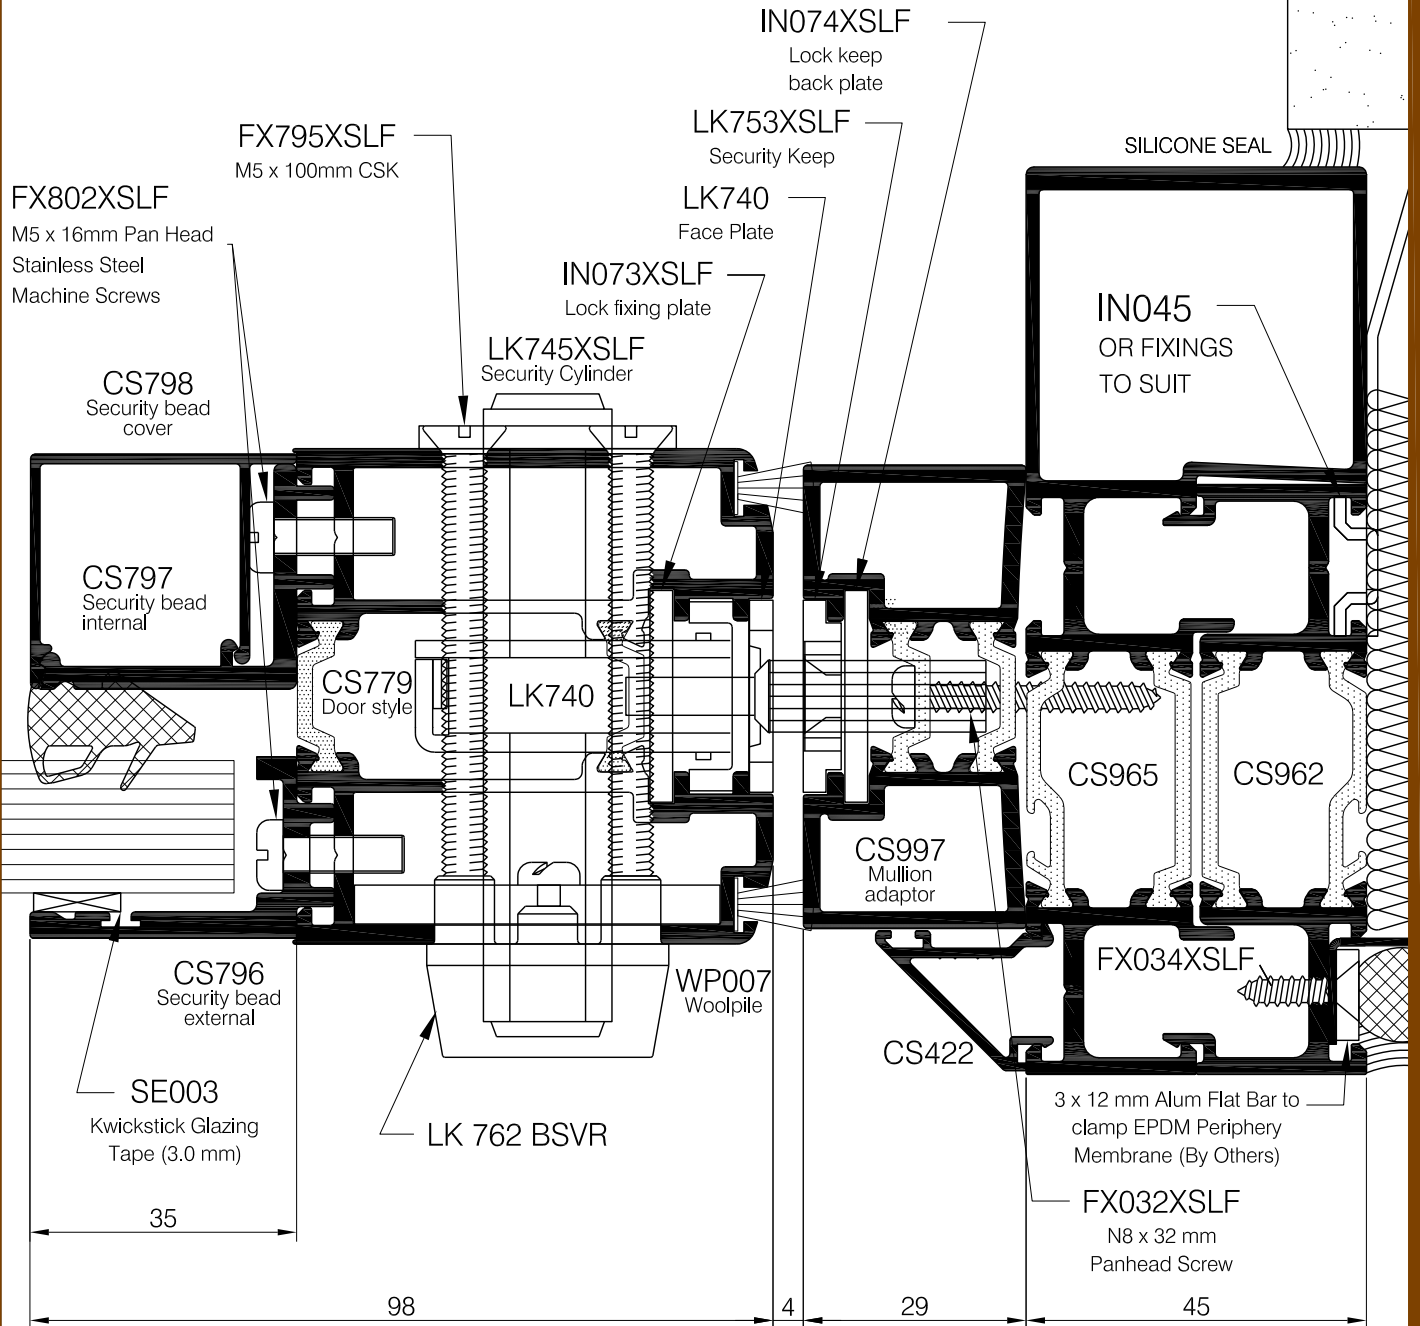 IN074XSLF
Lock keep
back plate
FX795XSLF
M5 x 100mm CSK
LK753XSLF
Security Keep
SILICONE SEAL
FX802XSLF
M5 x 16mm Pan Head
Stainless Steel
Machine Screws
LK740
Face Plate
IN073XSLF
Lock fixing plate
IN045
OR FIXINGS
TO SUIT
LK745XSLF
Security Cylinder
CS798
Security bead
cover
CS797
Security bead
internal
CS779
Door style
LK740
CS965
CS962
CS997
Mullion
adaptor
CS796
Security bead
external
WP007
Woolpile
FX034XSLF
CS422
SE003
Kwickstick Glazing
Tape (3.0 mm)
LK 762 BSVR
3 x 12 mm Alum Flat Bar to
clamp EPDM Periphery
Membrane (By Others)
FX032XSLF
N8 x 32 mm
Panhead Screw
35
98
4
29
45